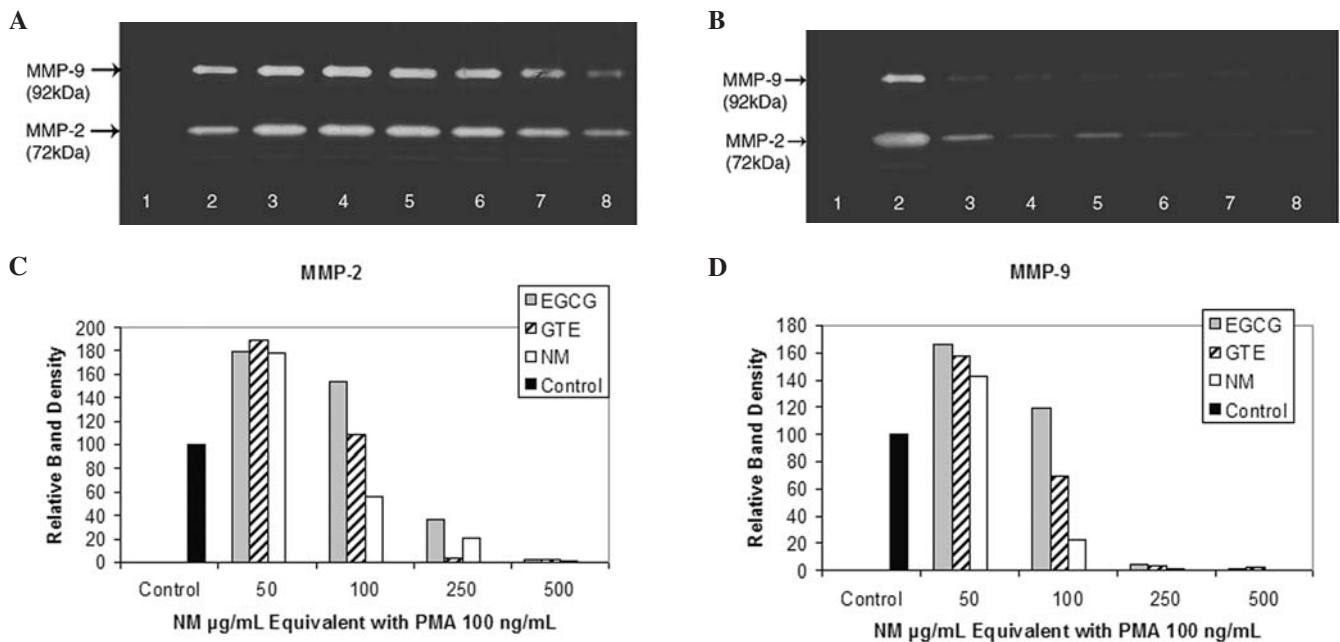 A
MMP-9
(92kDa)
MMP-2
(72kDa)
1 2 3 4 5 6 7 8
B
MMP-9
(92kDa)
MMP-2
(72kDa)
1 2 3 4 5 6 7 8
C
MMP-2
EGCG
GTE
NM
Control
Relative Band Density
200
180
160
140
120
100
80
60
40
20
0
Control 50 100 250 500
NM µg/mL Equivalent with PMA 100 ng/mL
D
MMP-9
EGCG
GTE
NM
Control
Relative Band Density
180
160
140
120
100
80
60
40
20
0
Control 50 100 250 500
NM µg/mL Equivalent with PMA 100 ng/mL